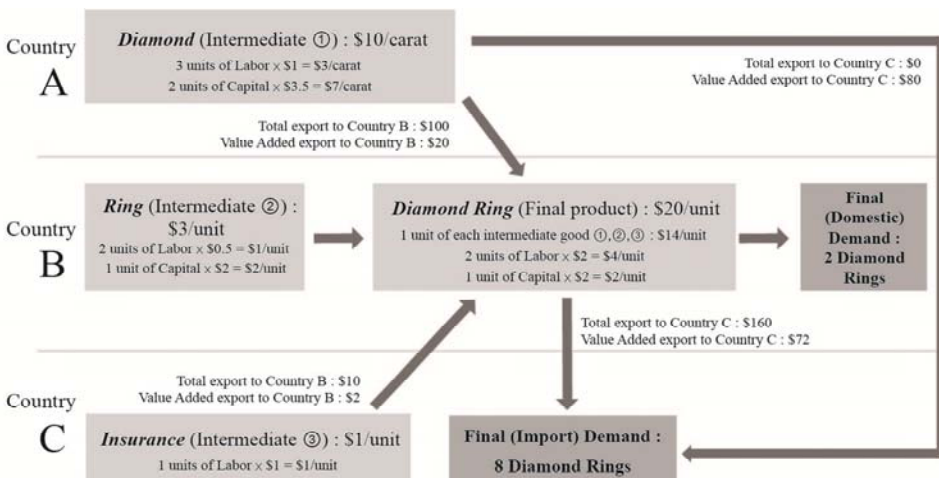 Country
A
Diamond (Intermediate ①) : $10/carat
3 units of Labor × $1 = $3/carat
2 units of Capital × $3.5 = $7/carat
Total export to Country C : $0
Value Added export to Country C : $80
Total export to Country B : $100
Value Added export to Country B : $20
Country
B
Ring (Intermediate ②) :
$3/unit
2 units of Labor × $0.5 = $1/unit
1 unit of Capital × $2 = $2/unit
Diamond Ring (Final product) : $20/unit
1 unit of each intermediate good ①,②,③ : $14/unit
2 units of Labor × $2 = $4/unit
1 unit of Capital × $2 = $2/unit
Final
(Domestic)
Demand :
2 Diamond
Rings
Total export to Country C : $160
Value Added export to Country C : $72
Total export to Country B : $10
Value Added export to Country B : $2
Country
C
Insurance (Intermediate ③) : $1/unit
1 units of Labor × $1 = $1/unit
Final (Import) Demand :
8 Diamond Rings